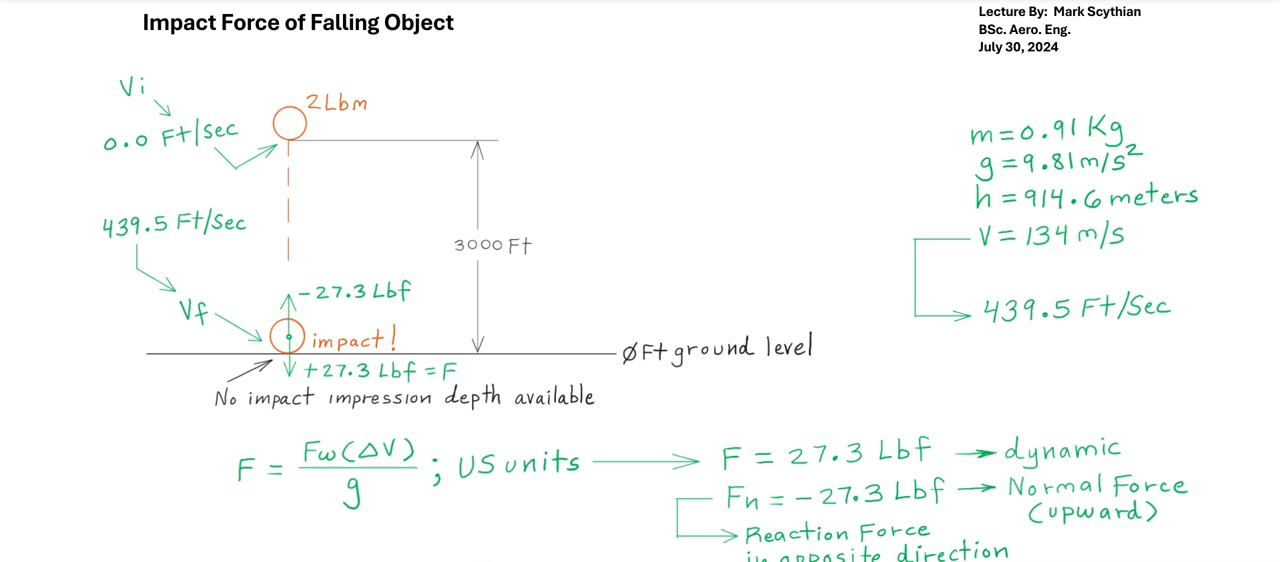 Impact Force of Falling Object
Lecture By: Mark Scythian
BSc. Aero. Eng.
July 30, 2024
Vi
0.0 Ft/sec
2Lbm
439.5 Ft/Sec
Vf
3000 Ft
-27.3 Lbf
impact!
+27.3 Lbf = F
No impact impression depth available
ØFt ground level
m=0.91 Kg
g=9.81m/s²
h=914.6 meters
V=134 m/s
439.5 Ft/Sec
F = Fw(ΔV) / g ; US units
F = 27.3 Lbf → dynamic
Fn = -27.3 Lbf → Normal Force
(upward)
Reaction Force
in opposite direction